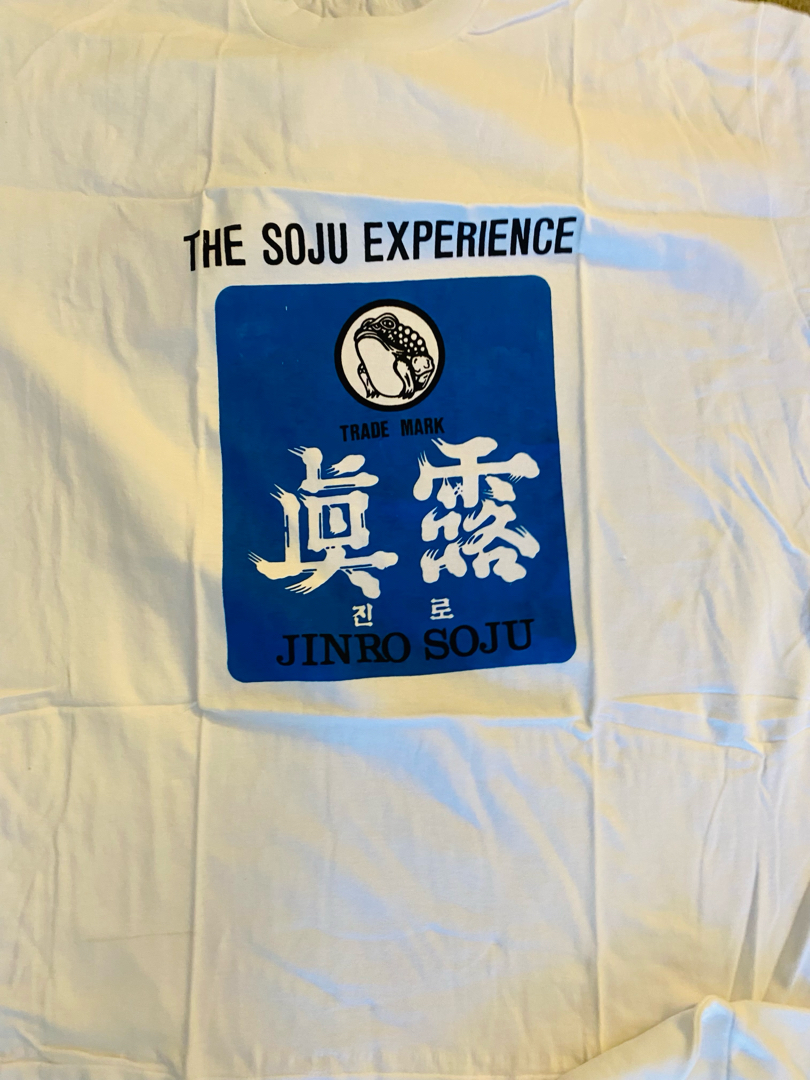 THE SOJU EXPERIENCE
TRADE MARK
眞露
진로
JINRO SOJU